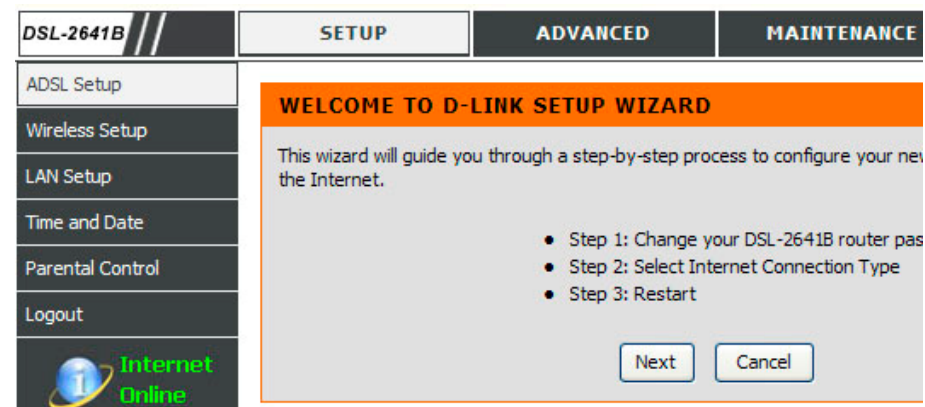 DSL-2641B
SETUP
ADVANCED
MAINTENANCE
ADSL Setup
Wireless Setup
LAN Setup
Time and Date
Parental Control
Logout
Internet
Online
WELCOME TO D-LINK SETUP WIZARD
This wizard will guide you through a step-by-step process to configure your new
the Internet.
• Step 1: Change your DSL-2641B router pas
• Step 2: Select Internet Connection Type
• Step 3: Restart
Next
Cancel